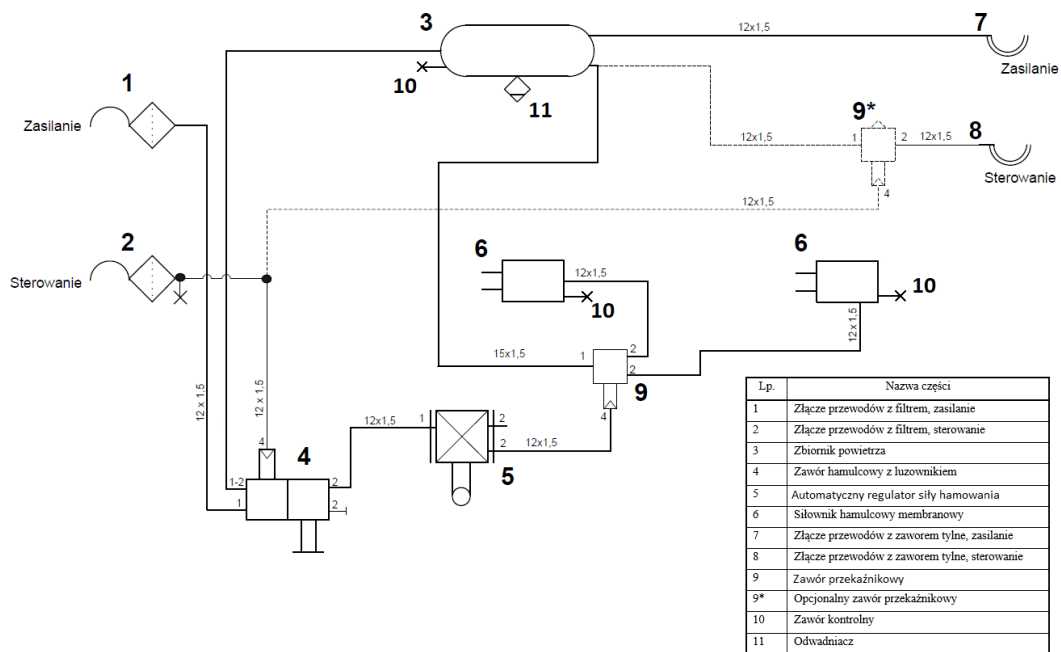 3
12x1,5
7
Zasilanie
10
11
1
Zasilanie
9*
12x1,5
1
2
12x1,5
8
Sterowanie
4
12x1,5
2
Sterowanie
6
12x1,5
10
6
10
12 x 1,5
15x1,5
1
2
2
9
4
12 x 1,5
12 x 1,5
12x1,5
1
2
2
12x1,5
5
4
4
1-2
1
2
2
Lp. Nazwa części
1 Złącze przewodów z filtrem, zasilanie
2 Złącze przewodów z filtrem, sterowanie
3 Zbiornik powietrza
4 Zawór hamulcowy z luzownikiem
5 Automatyczny regulator siły hamowania
6 Siłownik hamulcowy membranowy
7 Złącze przewodów z zaworem tylne, zasilanie
8 Złącze przewodów z zaworem tylne, sterowanie
9 Zawór przekaźnikowy
9* Opcjonalny zawór przekaźnikowy
10 Zawór kontrolny
11 Odwadniacz